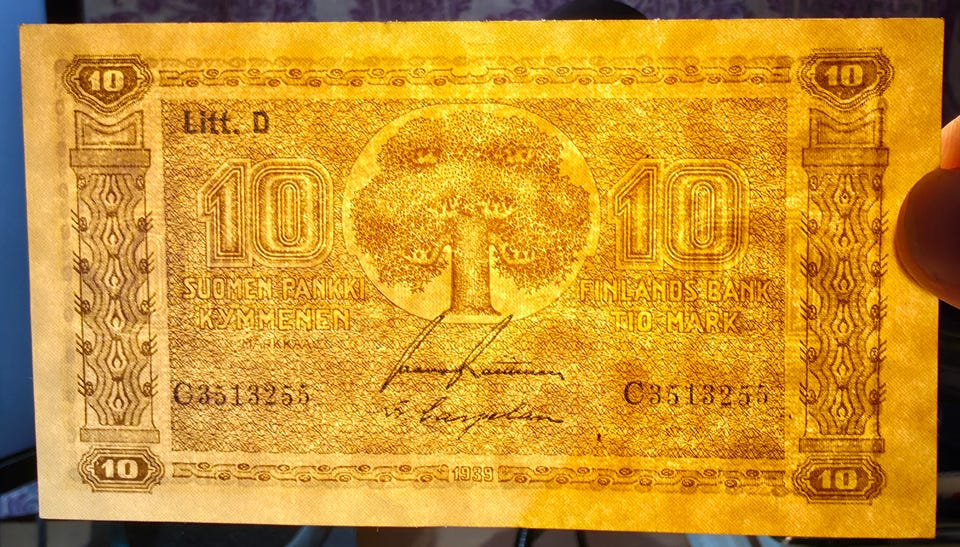 10 10
Litt. D
10 10
SUOMEN PANKKI FINLANDS BANK
KYMMENEN TIO MARK
MARKKAA
C3513255 C3513255
10 1939 10